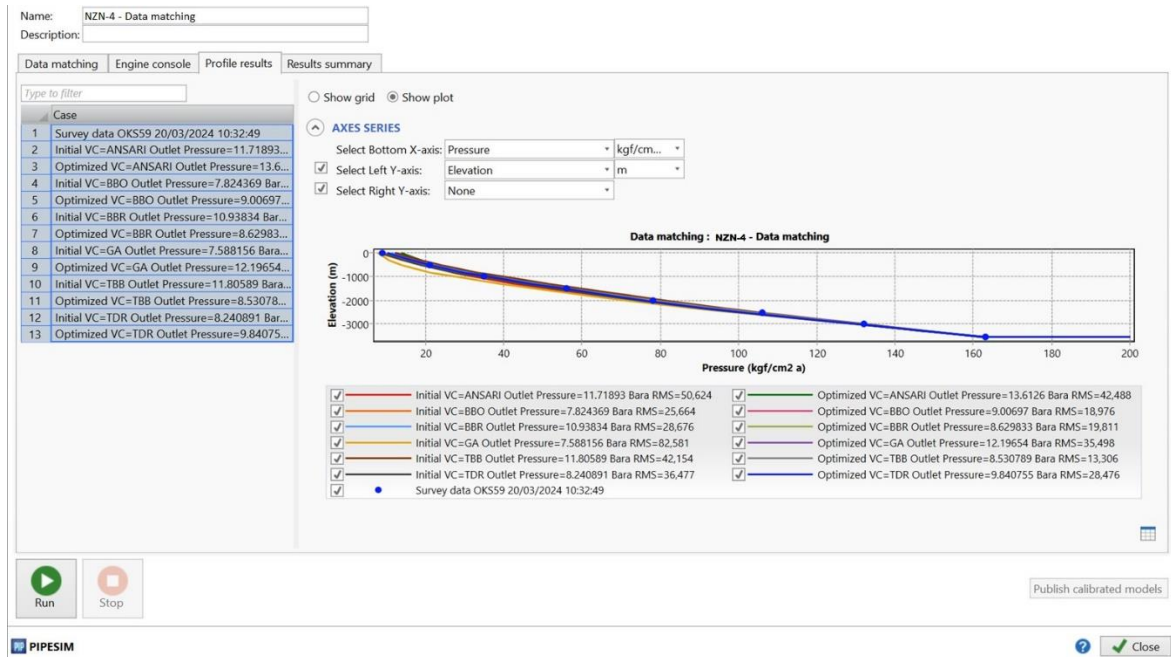 Name: NZN-4 - Data matching
Description:
Data matching Engine console Profile results Results summary
Type to filter
Case
1 Survey data OKS59 20/03/2024 10:32:49
2 Initial VC=ANSARI Outlet Pressure=11.71893...
3 Optimized VC=ANSARI Outlet Pressure=13.6...
4 Initial VC=BBO Outlet Pressure=7.824369 Bar...
5 Optimized VC=BBO Outlet Pressure=9.00697...
6 Initial VC=BBR Outlet Pressure=10.93834 Bar...
7 Optimized VC=BBR Outlet Pressure=8.62983...
8 Initial VC=GA Outlet Pressure=7.588156 Bara...
9 Optimized VC=GA Outlet Pressure=12.19654...
10 Initial VC=TBB Outlet Pressure=11.80589 Bara...
11 Optimized VC=TBB Outlet Pressure=8.53078...
12 Initial VC=TDR Outlet Pressure=8.240891 Bar...
13 Optimized VC=TDR Outlet Pressure=9.84075...
Show grid Show plot
AXES SERIES
Select Bottom X-axis: Pressure kgf/cm...
Select Left Y-axis: Elevation m
Select Right Y-axis: None
Data matching : NZN-4 - Data matching
Elevation (m)
0
-1000
-2000
-3000
20 40 60 80 100 120 140 160 180 200
Pressure (kgf/cm2 a)
Initial VC=ANSARI Outlet Pressure=11.71893 Bara RMS=50,624 Optimized VC=ANSARI Outlet Pressure=13.6126 Bara RMS=42,488
Initial VC=BBO Outlet Pressure=7.824369 Bara RMS=25,664 Optimized VC=BBO Outlet Pressure=9.00697 Bara RMS=18,976
Initial VC=BBR Outlet Pressure=10.93834 Bara RMS=28,676 Optimized VC=BBR Outlet Pressure=8.629833 Bara RMS=19,811
Initial VC=GA Outlet Pressure=7.588156 Bara RMS=82,581 Optimized VC=GA Outlet Pressure=12.19654 Bara RMS=35,498
Initial VC=TBB Outlet Pressure=11.80589 Bara RMS=42,154 Optimized VC=TBB Outlet Pressure=8.530789 Bara RMS=13,306
Initial VC=TDR Outlet Pressure=8.240891 Bara RMS=36,477 Optimized VC=TDR Outlet Pressure=9.840755 Bara RMS=28,476
Survey data OKS59 20/03/2024 10:32:49
Run Stop
Publish calibrated models
PIP PIPESIM
? Close